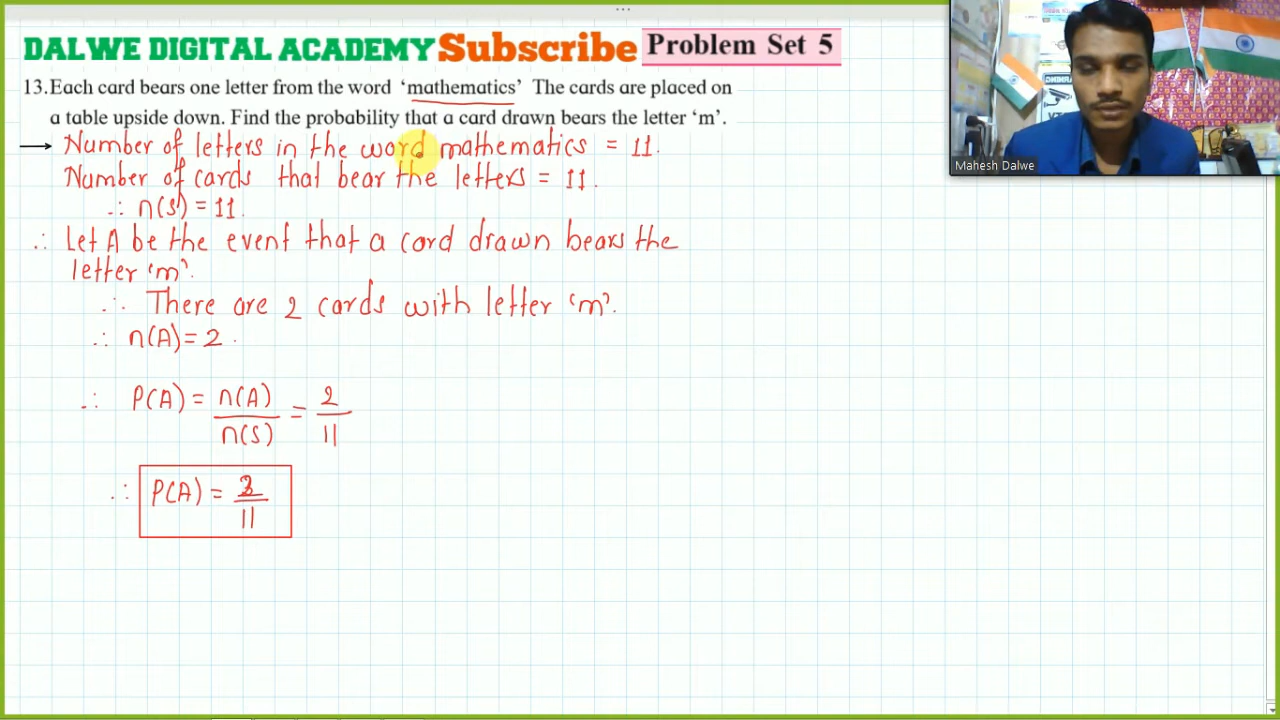 DALWE DIGITAL ACADEMY Subscribe Problem Set 5
13.Each card bears one letter from the word ‘mathematics’ The cards are placed on
a table upside down. Find the probability that a card drawn bears the letter ‘m’.
→ Number of letters in the word mathematics = 11.
Number of cards that bear the letters = 11.
∴ n(S) = 11.
∴ Let A be the event that a card drawn bears the
letter ‘m’.
∴ There are 2 cards with letter ‘m’.
∴ n(A) = 2.
∴ P(A) = n(A)/n(S) = 2/11
∴ P(A) = 2/11
Mahesh Dalwe